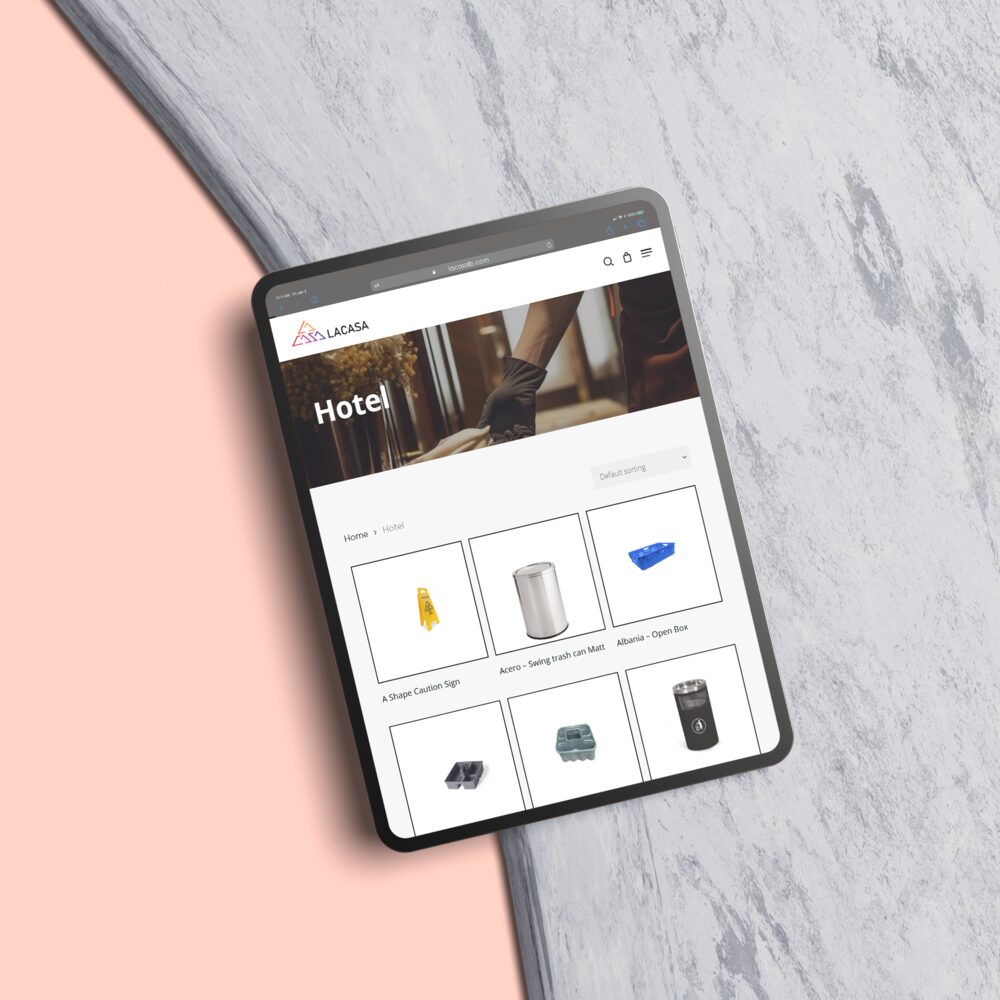 lacasalb.com
100%
LACASA
Hotel
Default sorting
Home > Hotel
A Shape Caution Sign
Acero – Swing trash can Matt
Albania – Open Box